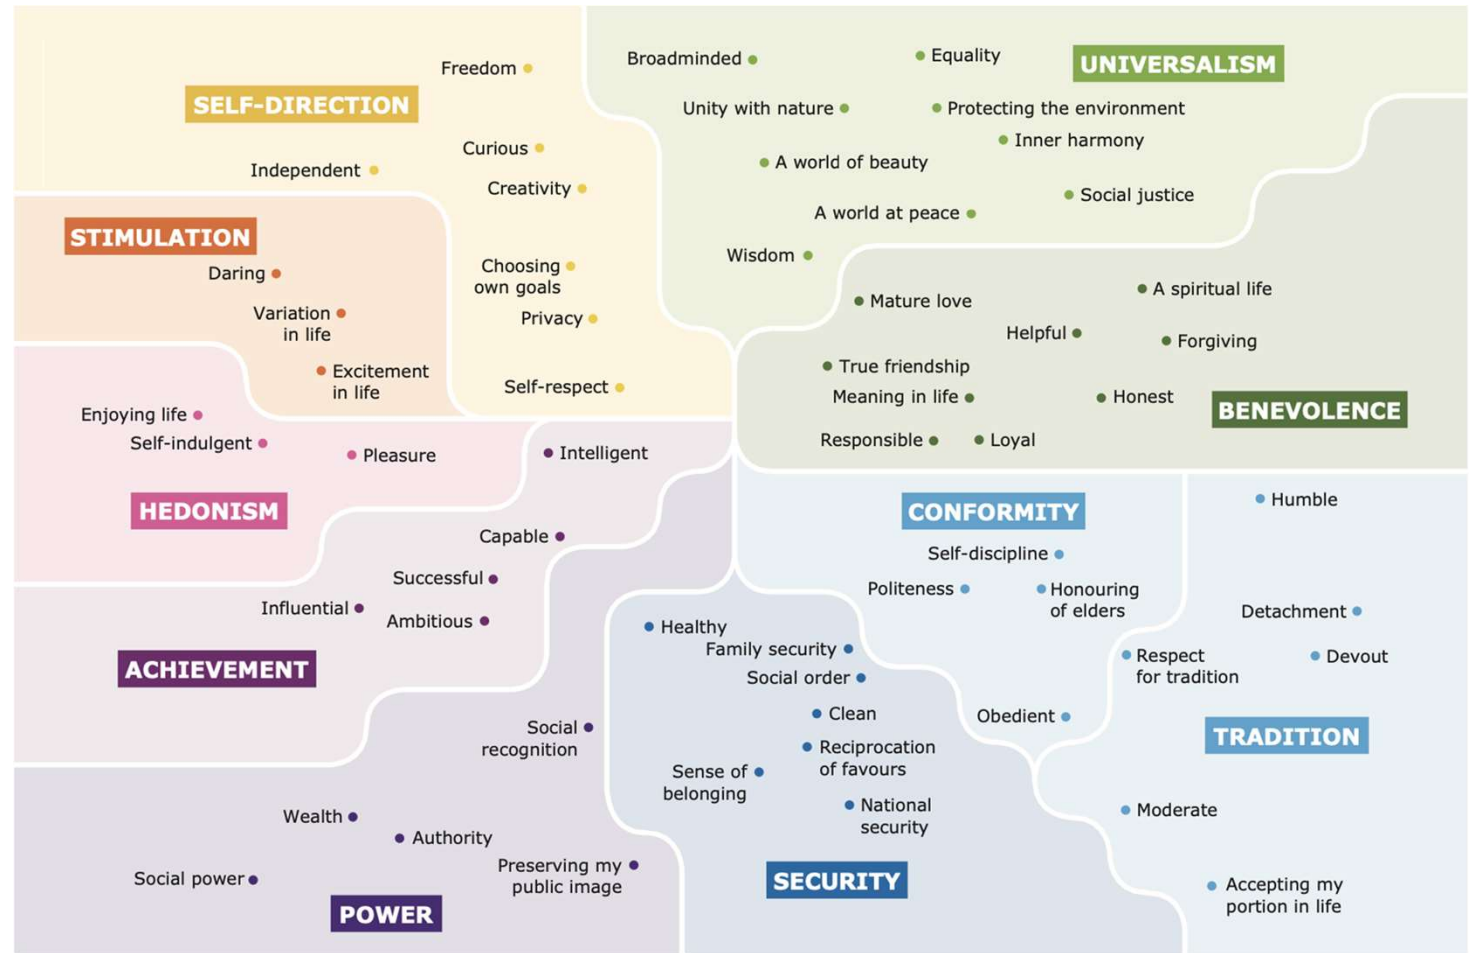 SELF-DIRECTION
Freedom
Independent
Curious
Creativity
Choosing
own goals
Privacy
Self-respect
UNIVERSALISM
Broadminded
Equality
Unity with nature
Protecting the environment
Inner harmony
A world of beauty
Social justice
A world at peace
Wisdom
STIMULATION
Daring
Variation
in life
Excitement
in life
BENEVOLENCE
Mature love
A spiritual life
Helpful
Forgiving
True friendship
Meaning in life
Honest
Responsible
Loyal
HEDONISM
Enjoying life
Self-indulgent
Pleasure
ACHIEVEMENT
Intelligent
Capable
Successful
Influential
Ambitious
CONFORMITY
Self-discipline
Politeness
Honouring
of elders
Obedient
TRADITION
Humble
Detachment
Respect
for tradition
Devout
Moderate
Accepting my
portion in life
SECURITY
Healthy
Family security
Social order
Clean
Reciprocation
of favours
Sense of
belonging
National
security
POWER
Social
recognition
Wealth
Authority
Preserving my
public image
Social power